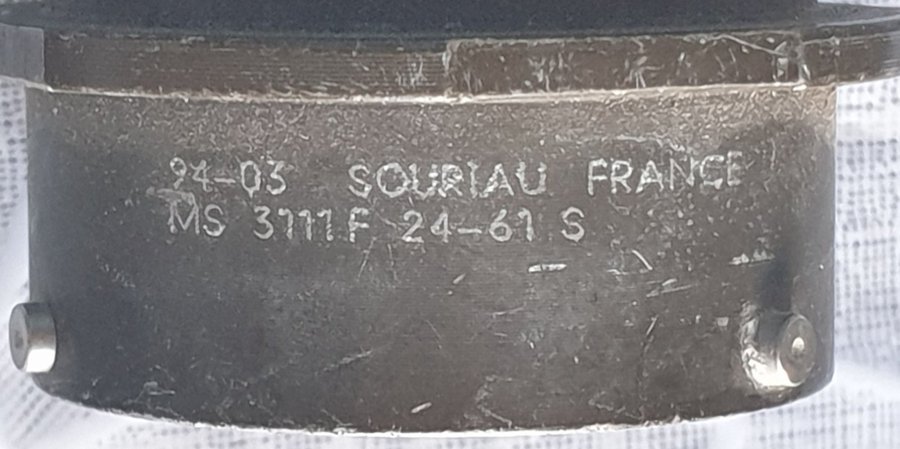 94-03 SOURIAU FRANCE
MS 3111 F 24-61 S